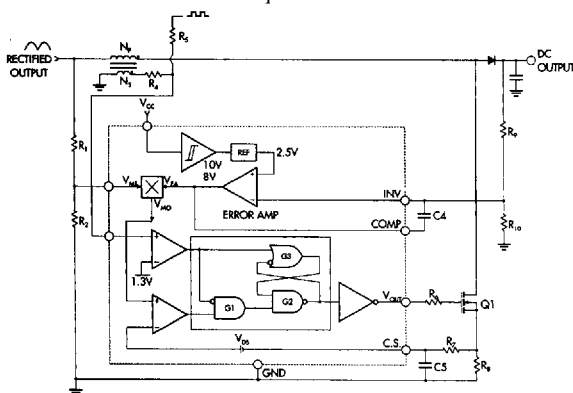 R5
RECTIFIED
OUTPUT
NP
NS
R4
DC
OUTPUT
VCC
R1
10V
8V
REF
2.5V
R9
VM1
VEA
VMO
ERROR AMP
INV
COMP
C4
R2
R10
1.3V
G3
G1
G2
VOUT
Q1
VDS
C.S.
R7
C5
R8
GND